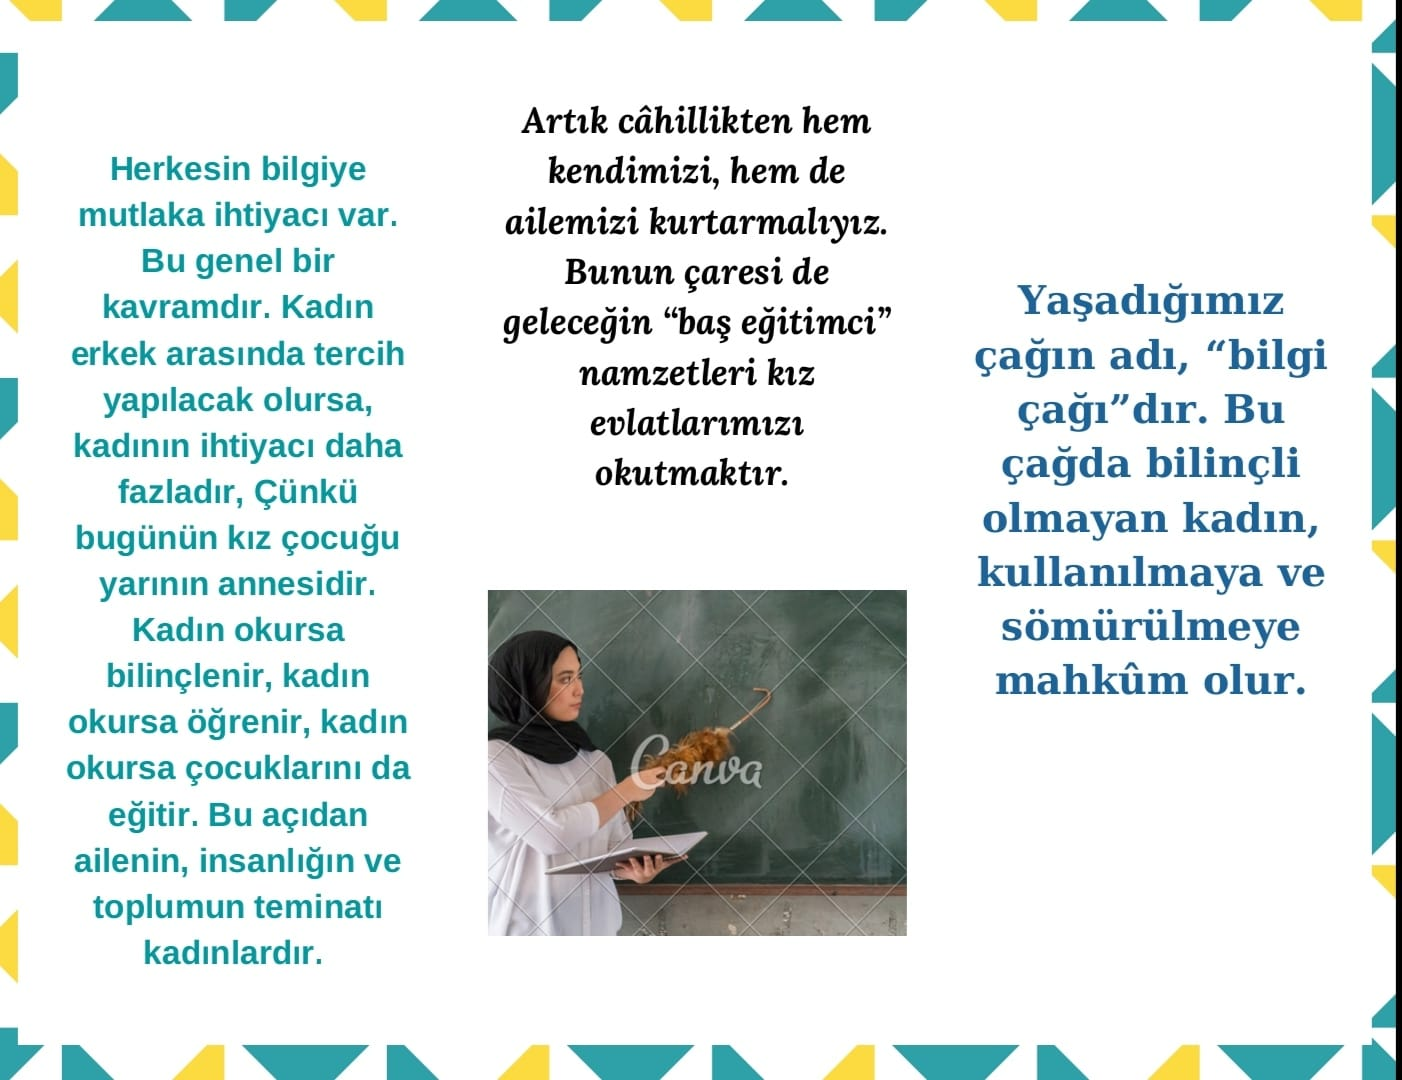 Herkesin bilgiye
mutlaka ihtiyacı var.
Bu genel bir
kavramdır. Kadın
erkek arasında tercih
yapılacak olursa,
kadının ihtiyacı daha
fazladır, Çünkü
bugünün kız çocuğu
yarının annesidir.
Kadın okursa
bilinçlenir, kadın
okursa öğrenir, kadın
okursa çocuklarını da
eğitir. Bu açıdan
ailenin, insanlığın ve
toplumun teminatı
kadınlardır.
Artık câhillikten hem
kendimizi, hem de
ailemizi kurtarmalıyız.
Bunun çaresi de
geleceğin “baş eğitimci”
namzetleri kız
evlatlarımızı
okutmaktır.
Canva
Yaşadığımız
çağın adı, “bilgi
çağı”dır. Bu
çağda bilinçli
olmayan kadın,
kullanılmaya ve
sömürülmeye
mahkûm olur.